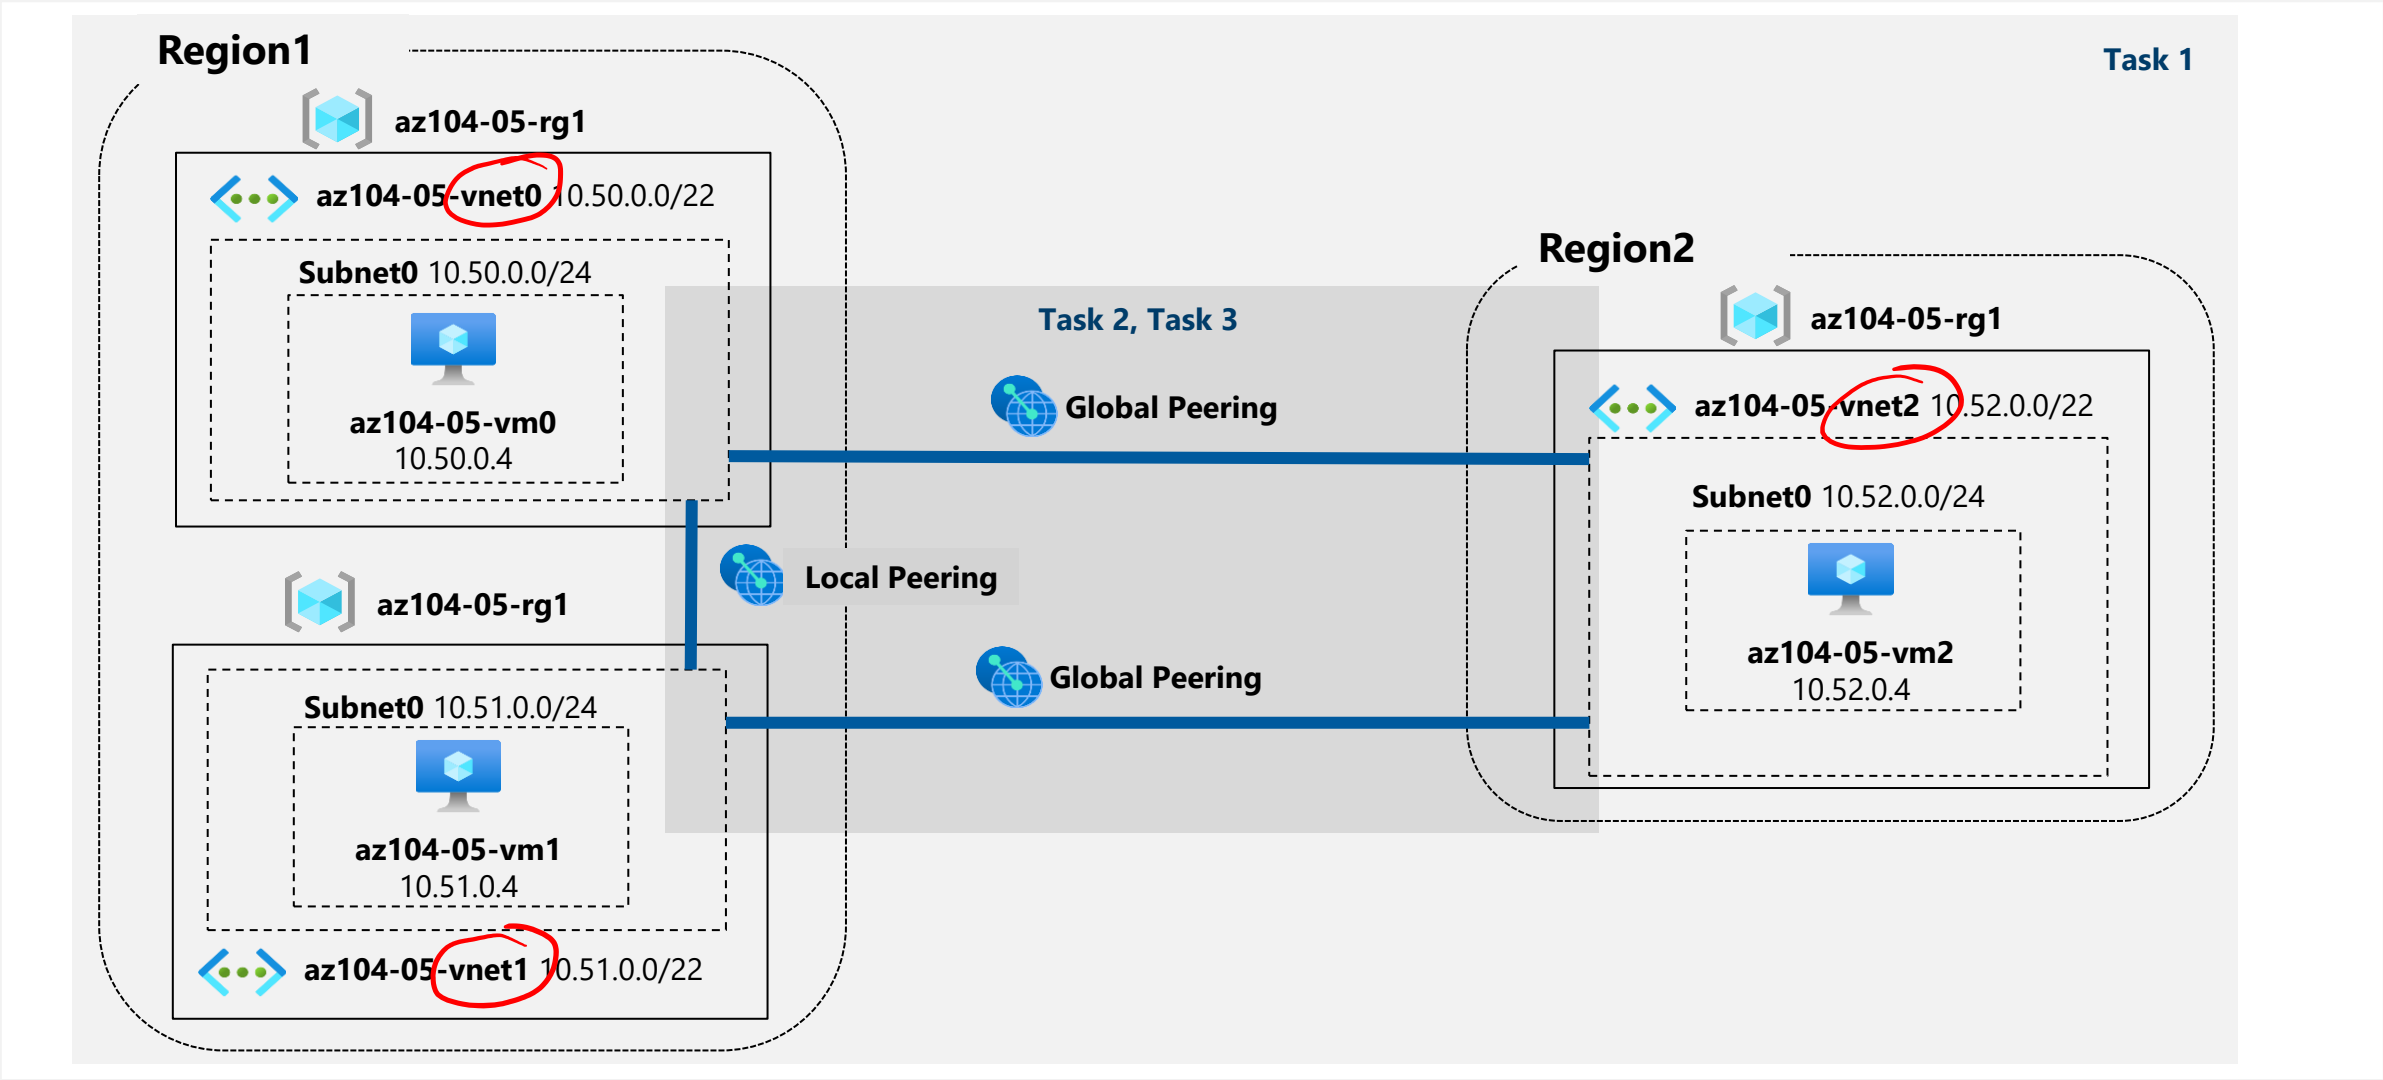 Region1
Task 1
az104-05-rg1
az104-05-vnet0 10.50.0.0/22
Subnet0 10.50.0.0/24
az104-05-vm0
10.50.0.4
Task 2, Task 3
Global Peering
Local Peering
Global Peering
az104-05-rg1
Subnet0 10.51.0.0/24
az104-05-vm1
10.51.0.4
az104-05-vnet1 10.51.0.0/22
Region2
az104-05-rg1
az104-05-vnet2 10.52.0.0/22
Subnet0 10.52.0.0/24
az104-05-vm2
10.52.0.4